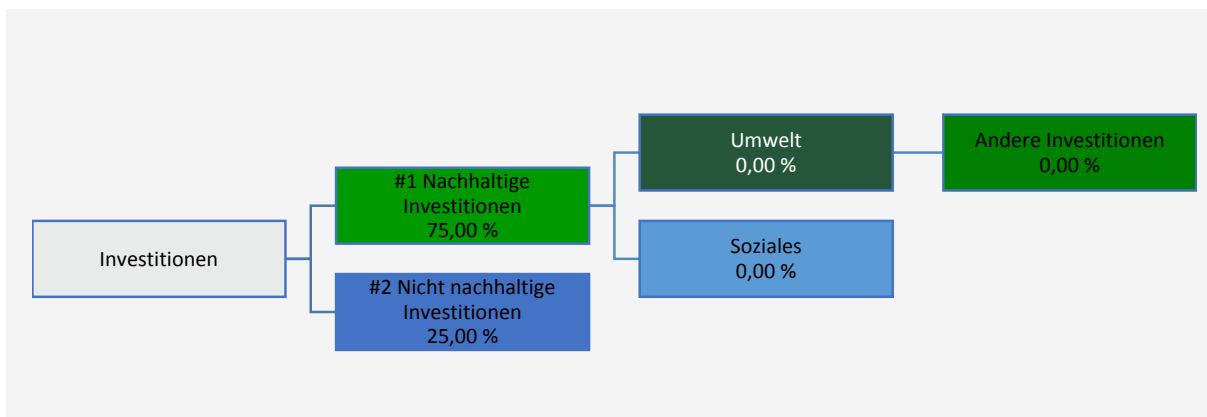 Investitionen
#1 Nachhaltige
Investitionen
75,00 %
#2 Nicht nachhaltige
Investitionen
25,00 %
Umwelt
0,00 %
Soziales
0,00 %
Andere Investitionen
0,00 %